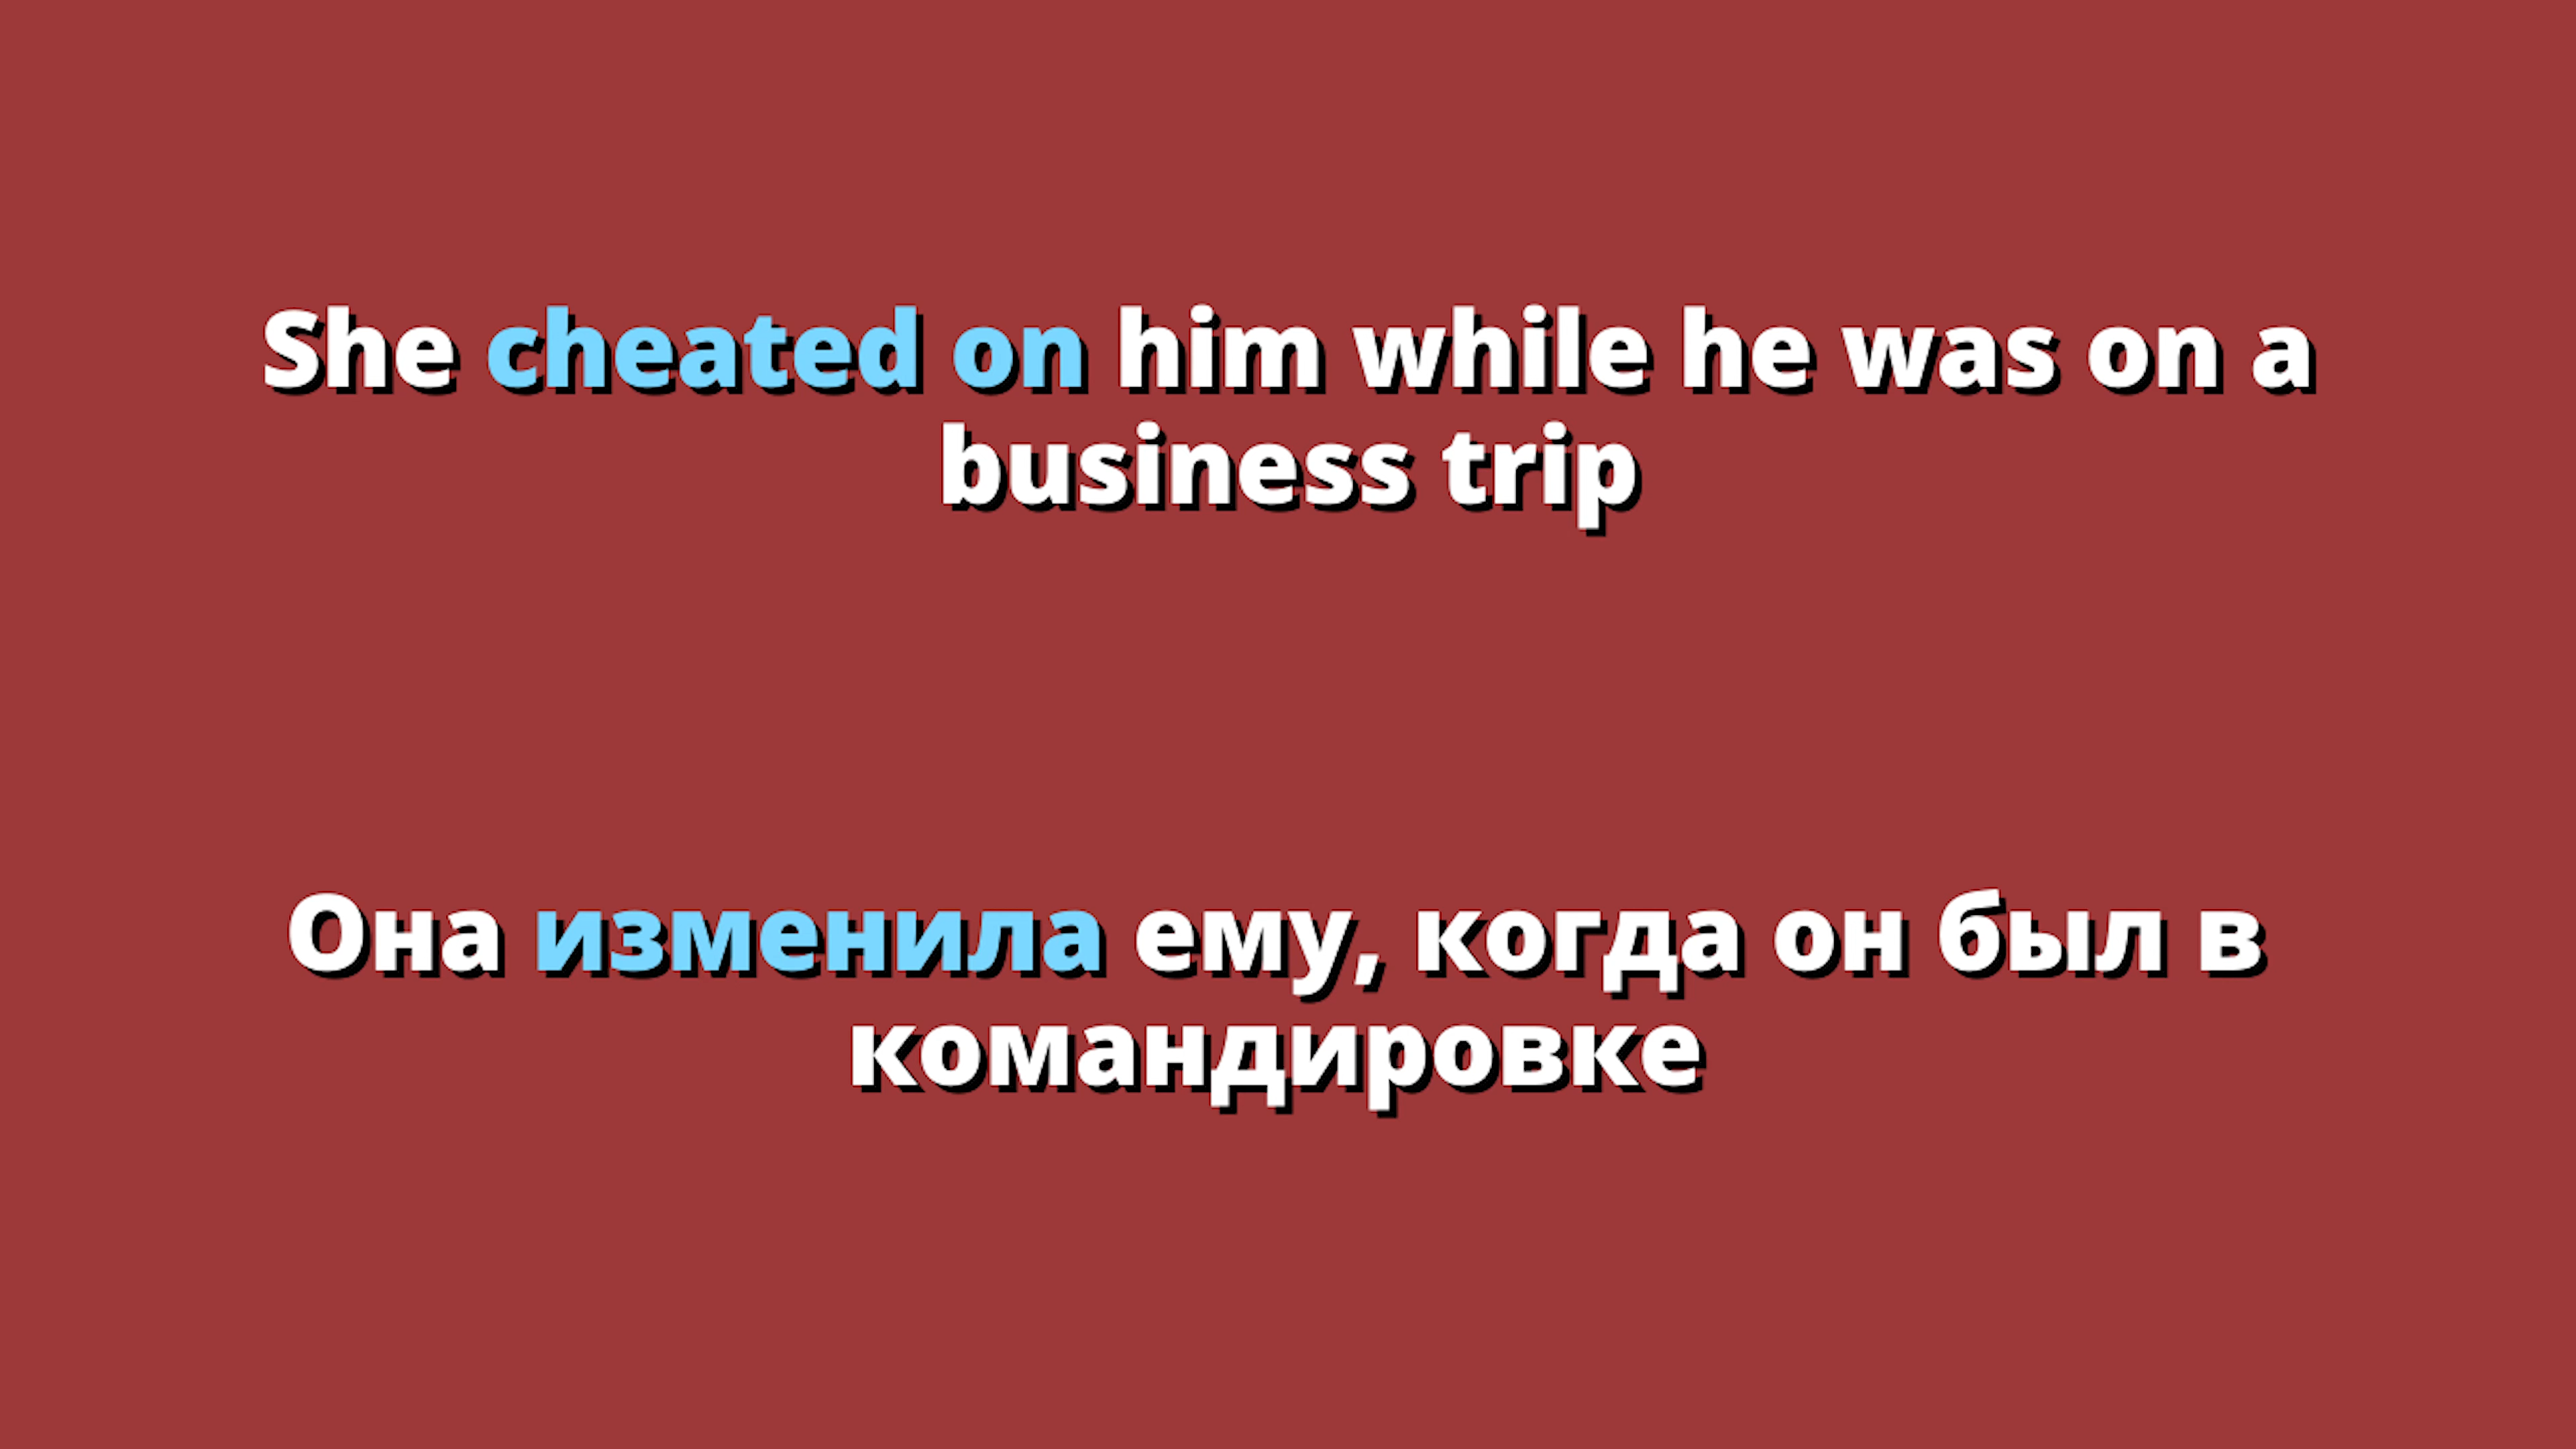 She cheated on him while he was on a
business trip
Она изменила ему, когда он был в
командировке